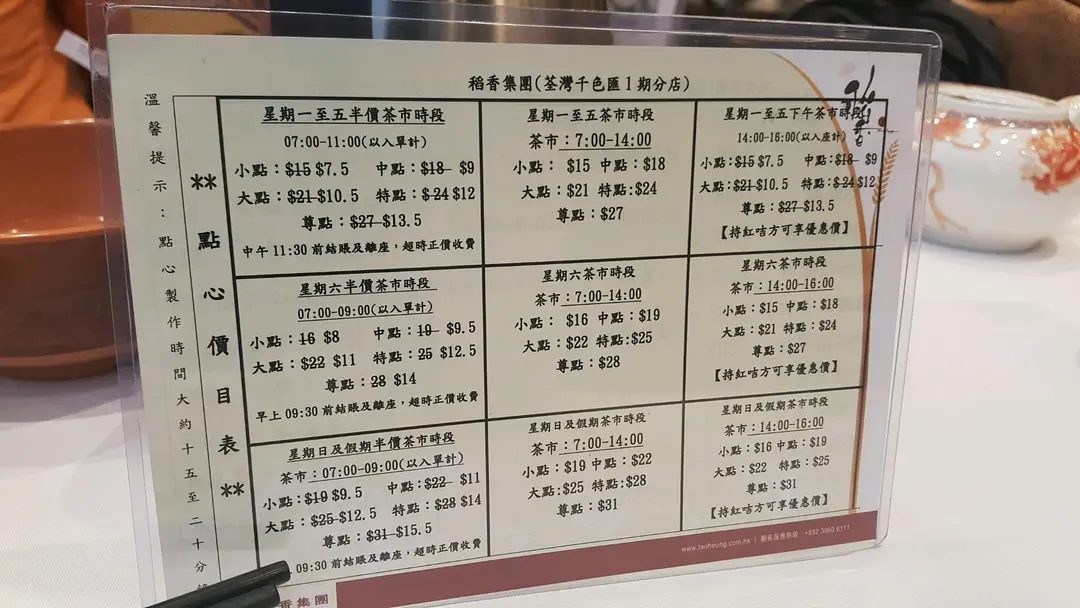 稻香集團(荃灣千色匯1期分店)
溫馨提示：點心製作時間大約十五至二十分鐘
**點心價目表**
星期一至五半價茶市時段
07:00-11:00(以入單計)
小點：$15 $7.5 中點：$18 $9
大點：$21 $10.5 特點：$24 $12
尊點：$27 $13.5
中午 11:30 前結賬及離座，超時正價收費
星期一至五茶市時段
茶市：7:00-14:00
小點： $15 中點：$18
大點： $21 特點:$24
尊點：$27
星期一至五下午茶市時段
14:00-16:00(以入座計)
小點：$15 $7.5 中點：$18 $9
大點：$21 $10.5 特點：$24 $12
尊點：$27 $13.5
【持紅咭方可享優惠價】
星期六半價茶市時段
07:00-09:00(以入單計)
小點：16 $8 中點：19 $9.5
大點：$22 $11 特點：25 $12.5
尊點：28 $14
早上 09:30 前結賬及離座，超時正價收費
星期六茶市時段
茶市：7:00-14:00
小點： $16 中點：$19
大點：$22 特點:$25
尊點：$28
星期六茶市時段
茶市：14:00-16:00
小點：$15 中點：$18
大點：$21 特點：$24
尊點：$27
【持紅咭方可享優惠價】
星期日及假期半價茶市時段
茶市：07:00-09:00(以入單計)
小點：$19 $9.5 中點：$22 $11
大點：$25 $12.5 特點：$28 $14
尊點：$31 $15.5
09:30 前結賬及離座，超時正價收費
星期日及假期茶市時段
茶市：7:00-14:00
小點：$19 中點：$22
大點:$25 特點：$28
尊點：$31
星期日及假期茶市時段
茶市：14:00-16:00
小點：$16 中點：$19
大點：$22 特點：$25
尊點：$31
【持紅咭方可享優惠價】
www.taoheung.com.hk | 顧客服務熱線 +852 3960 6111
香集團